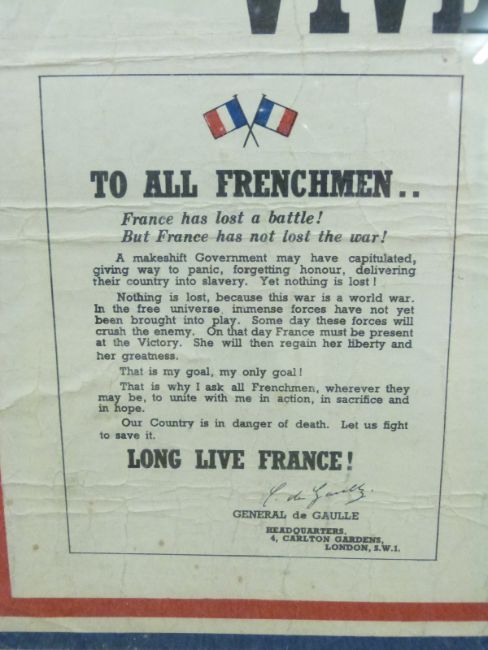 VIVE
TO ALL FRENCHMEN..
France has lost a battle!
But France has not lost the war!
A makeshift Government may have capitulated,
giving way to panic, forgetting honour, delivering
their country into slavery. Yet nothing is lost!
Nothing is lost, because this war is a world war.
In the free universe, immense forces have not yet
been brought into play. Some day these forces will
crush the enemy. On that day France must be present
at the Victory. She will then regain her liberty and
her greatness.
That is my goal, my only goal!
That is why I ask all Frenchmen, wherever they
may be, to unite with me in action, in sacrifice and
in hope.
Our Country is in danger of death. Let us fight
to save it.
LONG LIVE FRANCE!
C. de Gaulle.
GENERAL de GAULLE
HEADQUARTERS,
4, CARLTON GARDENS,
LONDON, S.W.1.